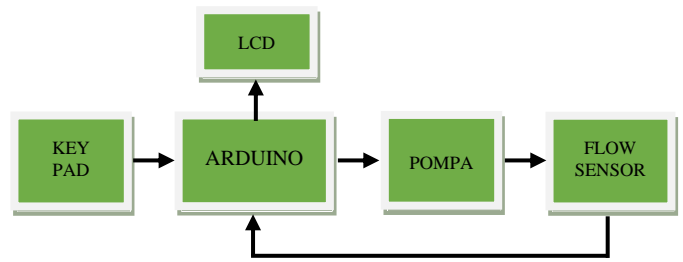 LCD
KEY
PAD
ARDUINO
POMPA
FLOW
SENSOR